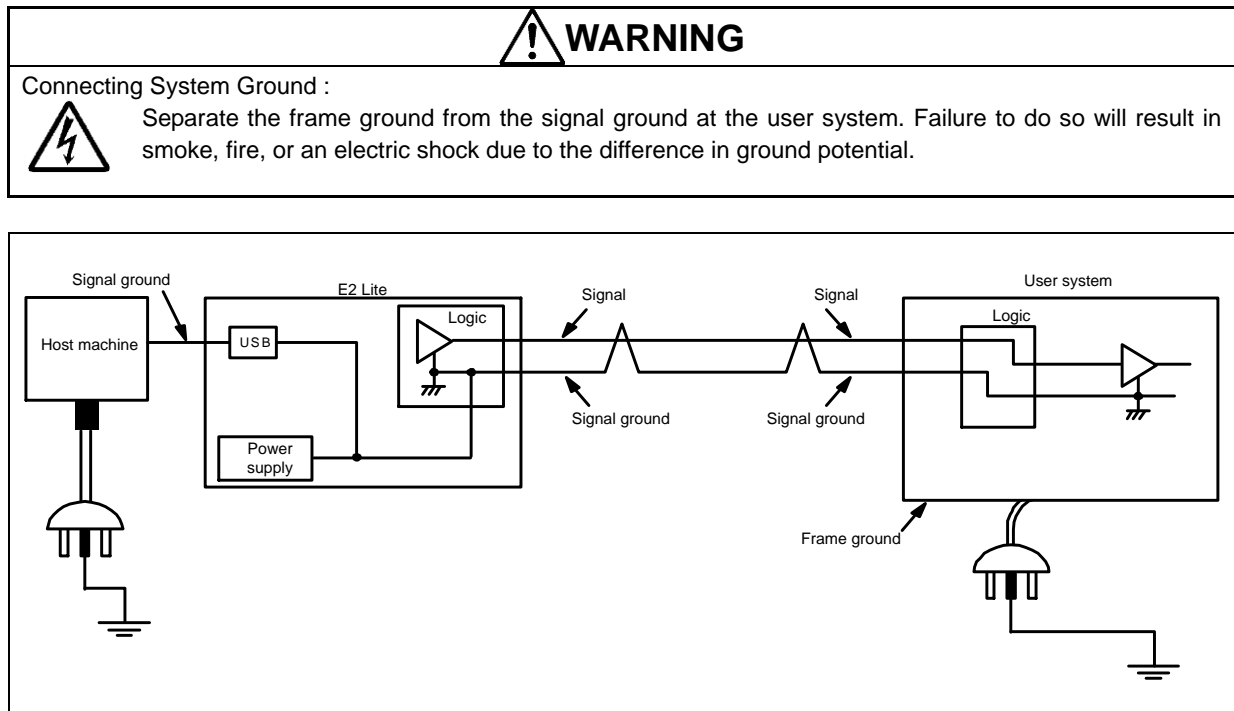 WARNING
Connecting System Ground :
Separate the frame ground from the signal ground at the user system. Failure to do so will result in
smoke, fire, or an electric shock due to the difference in ground potential.
Signal ground
E2 Lite
Signal
Signal
User system
Host machine
USB
Logic
Logic
Signal ground
Signal ground
Power
supply
Frame ground